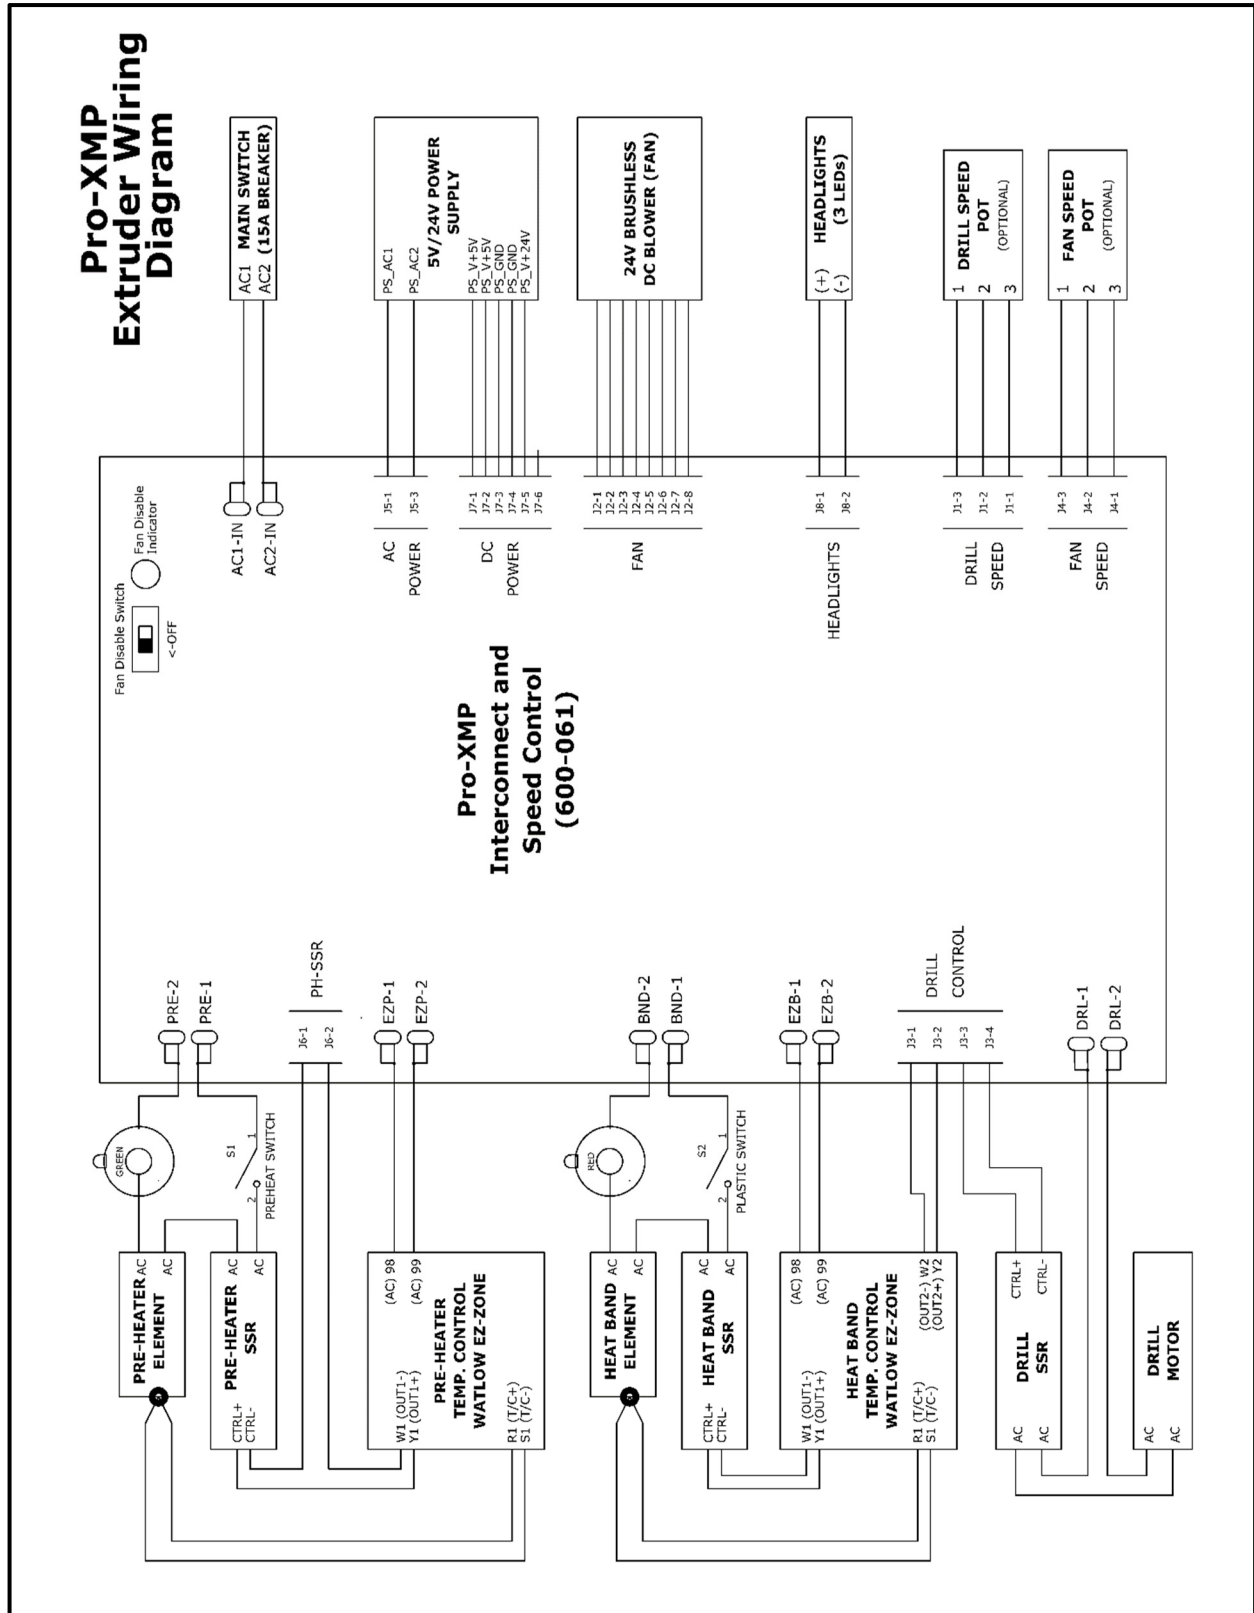 Pro-XMP
Extruder Wiring
Diagram
AC1 MAIN SWITCH
AC2 (15A BREAKER)
PS_AC1
PS_AC2
5V/24V POWER
SUPPLY
PS_V+5V
PS_V+5V
PS_GND
PS_GND
PS_V+24V
24V BRUSHLESS
DC BLOWER (FAN)
(+) HEADLIGHTS
(-) (3 LEDs)
1 DRILL SPEED
2 POT
3 (OPTIONAL)
1 FAN SPEED
2 POT
3 (OPTIONAL)
Fan Disable Switch
<-OFF
Fan Disable
Indicator
AC1-IN
AC2-IN
AC
POWER
J5-1
J5-3
DC
POWER
J7-1
J7-2
J7-3
J7-4
J7-5
J7-6
FAN
J2-1
J2-2
J2-3
J2-4
J2-5
J2-6
J2-7
J2-8
HEADLIGHTS
J8-1
J8-2
DRILL
SPEED
J1-3
J1-2
J1-1
FAN
SPEED
J4-3
J4-2
J4-1
Pro-XMP
Interconnect and
Speed Control
(600-061)
PRE-2
PRE-1
J6-1
J6-2
PH-SSR
EZP-1
EZP-2
BND-2
BND-1
EZB-1
EZB-2
J3-1
J3-2
J3-3
J3-4
DRILL
CONTROL
DRL-1
DRL-2
GREEN
S1
1
2
PREHEAT SWITCH
RED
S2
1
2
PLASTIC SWITCH
PRE-HEATER
ELEMENT
AC
AC
PRE-HEATER
SSR
AC
AC
CTRL+
CTRL-
PRE-HEATER
TEMP. CONTROL
WATLOW EZ-ZONE
(AC) 98
(AC) 99
W1 (OUT1-)
Y1 (OUT1+)
R1 (T/C+)
S1 (T/C-)
HEAT BAND
ELEMENT
AC
AC
HEAT BAND
SSR
AC
AC
CTRL+
CTRL-
HEAT BAND
TEMP. CONTROL
WATLOW EZ-ZONE
(AC) 98
(AC) 99
(OUT2-) W2
(OUT2+) Y2
W1 (OUT1-)
Y1 (OUT1+)
R1 (T/C+)
S1 (T/C-)
DRILL
SSR
CTRL+
CTRL-
AC
AC
DRILL
MOTOR
AC
AC